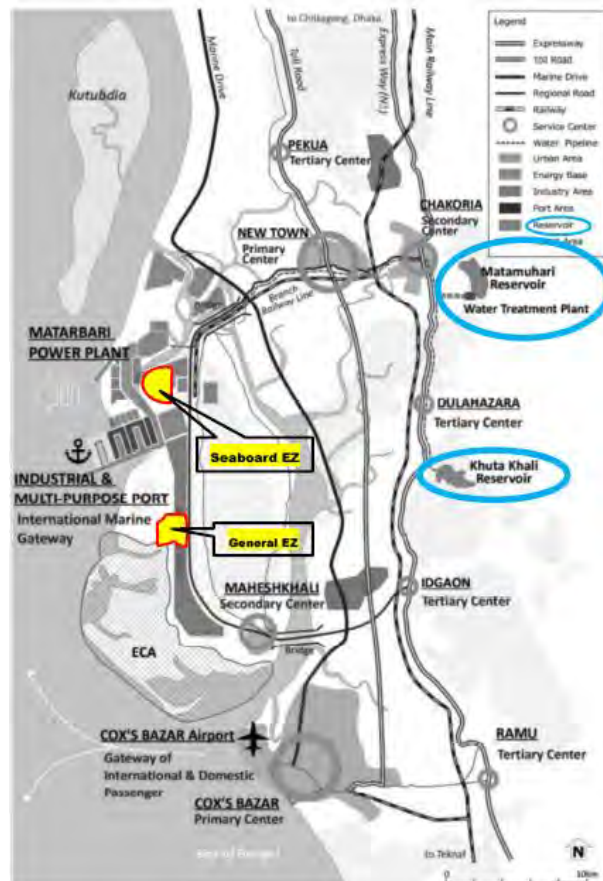 to Chittagong, Dhaka
Marine Drive
Toll Road
Express Way (N1)
Main Railway Line
Legend
Expressway
Toll Road
Marine Drive
Regional Road
Railway
Service Center
Water Pipeline
Urban Area
Energy Base
Industry Area
Port Area
Reservoir
Area
Kutubdia
PEKUA
Tertiary Center
CHAKORIA
Secondary
Center
NEW TOWN
Primary
Center
Matamuhari
Reservoir
Water Treatment Plant
Branch
Railway Line
MATARBARI
POWER PLANT
DULAHAZARA
Tertiary Center
Seaboard EZ
Khuta Khali
Reservoir
INDUSTRIAL &
MULTI-PURPOSE PORT
International Marine
Gateway
General EZ
MAHESHKHALI
Secondary Center
IDGAON
Tertiary Center
ECA
Bridge
COX'S BAZAR Airport
Gateway of
International & Domestic
Passenger
RAMU
Tertiary Center
COX'S BAZAR
Primary Center
to Teknaf
N
0 10km